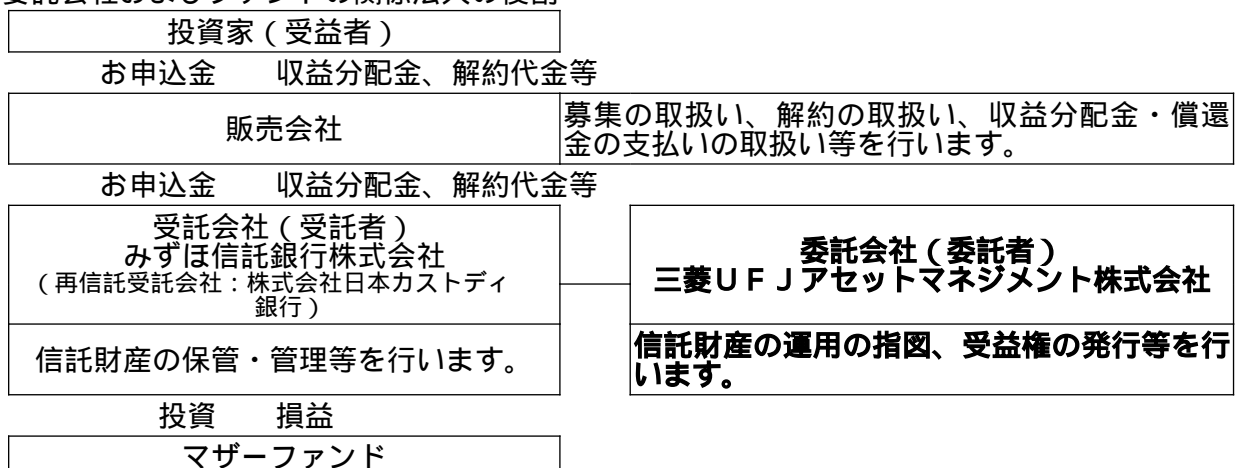 委託会社およびファンドの関係法人の役割
投資家（受益者）
お申込金　　収益分配金、解約代金等
販売会社
募集の取扱い、解約の取扱い、収益分配金・償還
金の支払いの取扱い等を行います。
お申込金　　収益分配金、解約代金等
受託会社（受託者）
みずほ信託銀行株式会社
（再信託受託会社：株式会社日本カストディ
銀行）
委託会社（委託者）
三菱ＵＦＪアセットマネジメント株式会社
信託財産の保管・管理等を行います。
信託財産の運用の指図、受益権の発行等を行
います。
投資　　損益
マザーファンド